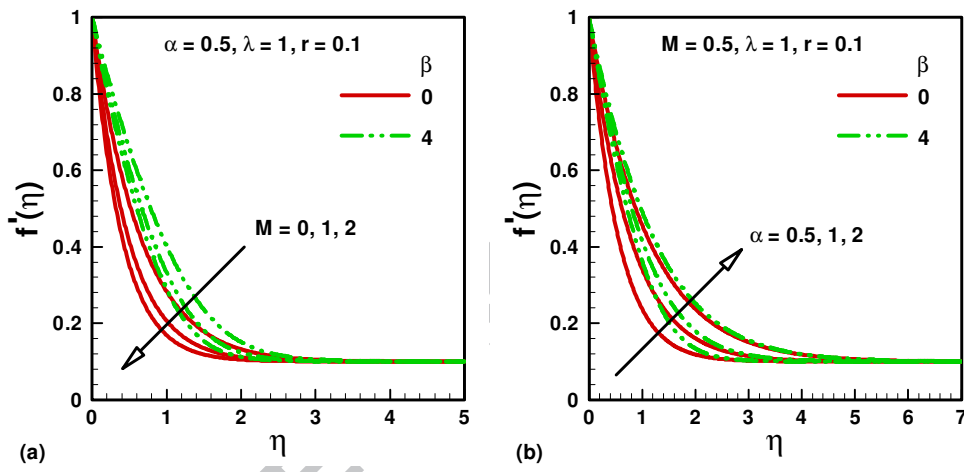 α = 0.5, λ = 1, r = 0.1
β
0
4
M = 0, 1, 2
f'(η)
1
0.8
0.6
0.4
0.2
0
0 1 2 3 4 5
η
(a)
M = 0.5, λ = 1, r = 0.1
β
0
4
α = 0.5, 1, 2
f'(η)
1
0.8
0.6
0.4
0.2
0
0 1 2 3 4 5 6 7
η
(b)